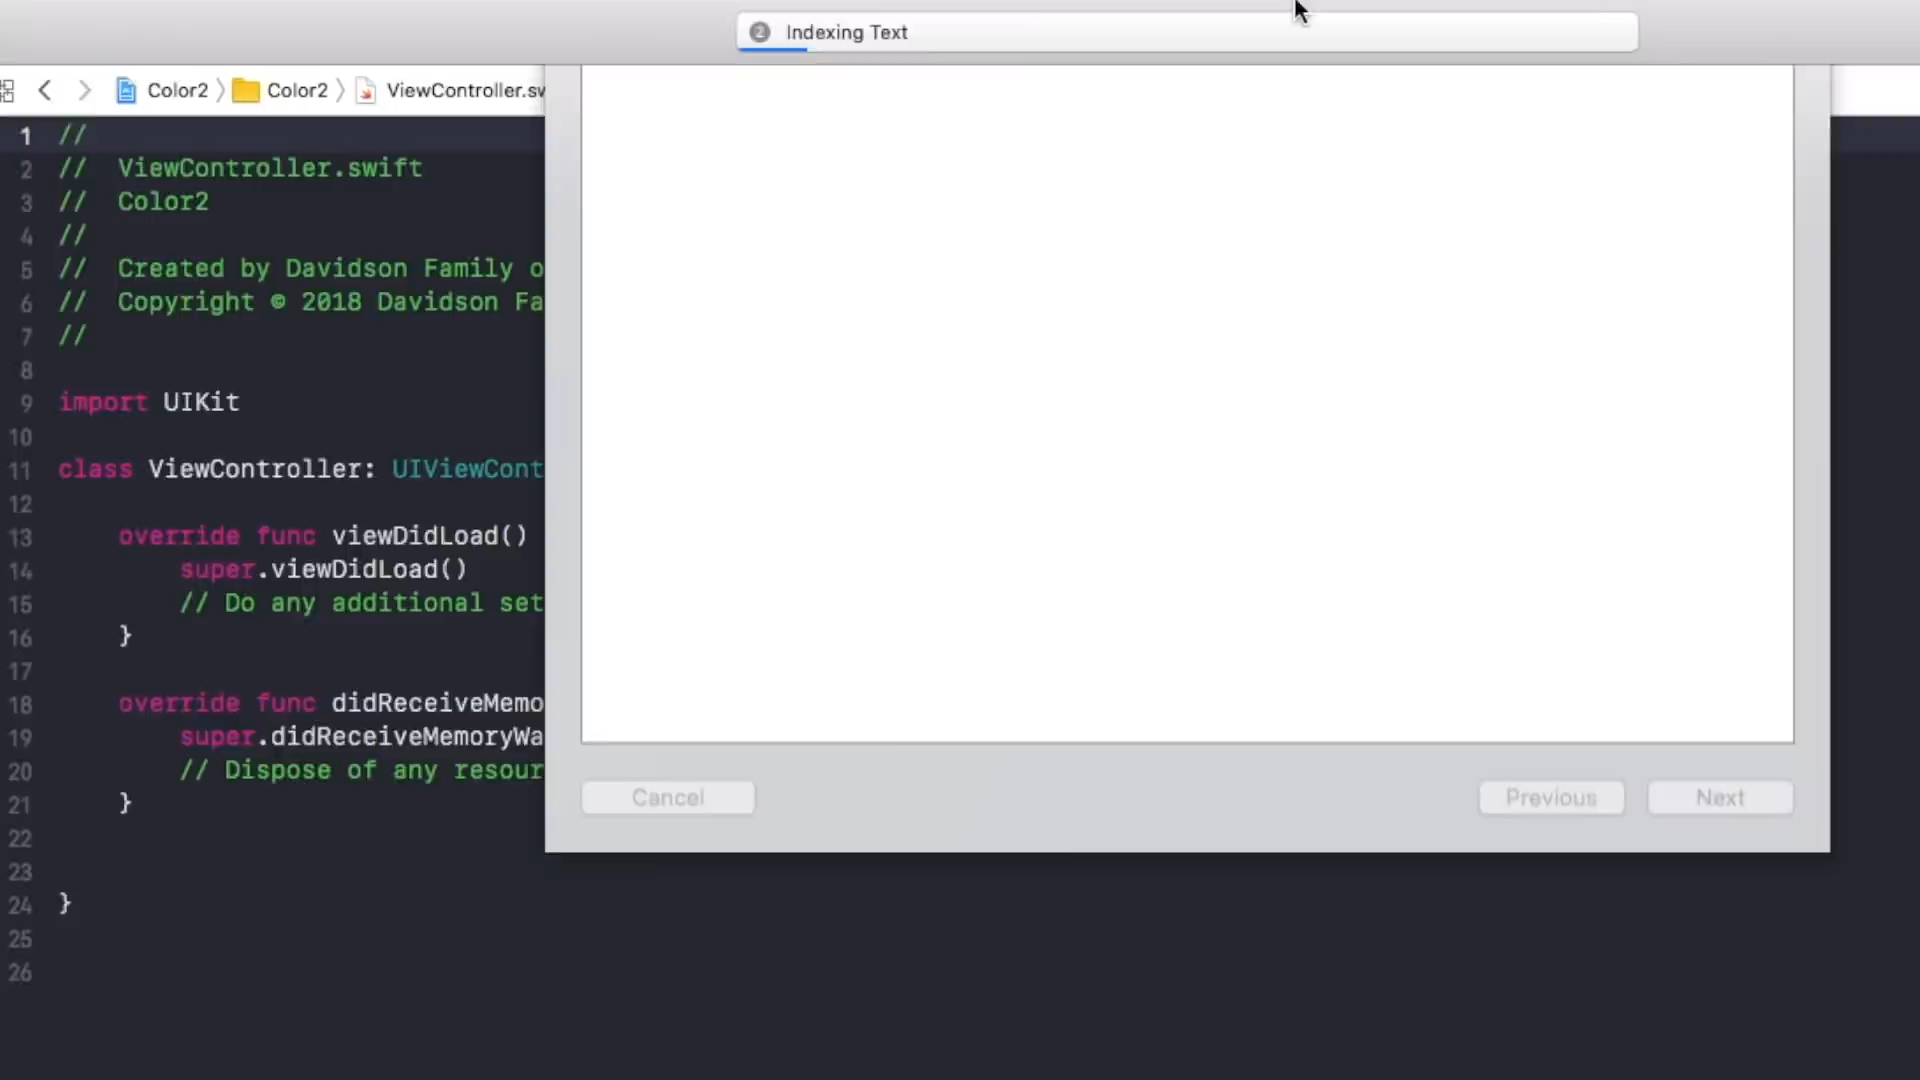 2 Indexing Text
Color2 Color2 ViewController.sw
1 //
2 // ViewController.swift
3 // Color2
4 //
5 // Created by Davidson Family o
6 // Copyright © 2018 Davidson Fa
7 //
8
9 import UIKit
10
11 class ViewController: UIViewCont
12
13 override func viewDidLoad()
14 super.viewDidLoad()
15 // Do any additional set
16 }
17
18 override func didReceiveMemo
19 super.didReceiveMemoryWa
20 // Dispose of any resour
21 }
22
23
24 }
25
26
Cancel Previous Next